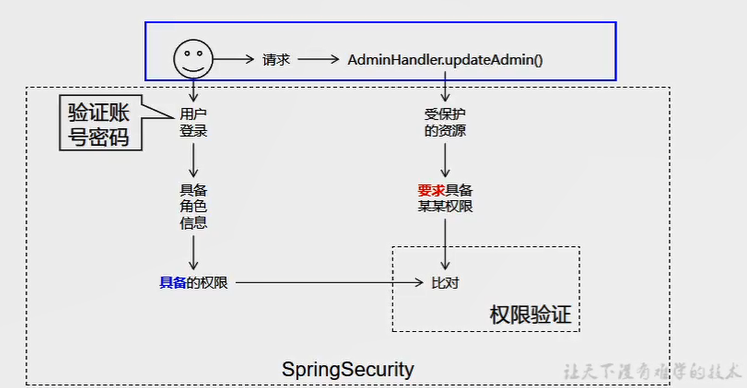 请求
AdminHandler.updateAdmin()
验证账
号密码
用户
登录
受保护
的资源
具备
角色
信息
要求具备
某某权限
具备的权限
比对
权限验证
SpringSecurity
让天下没有难学的技术